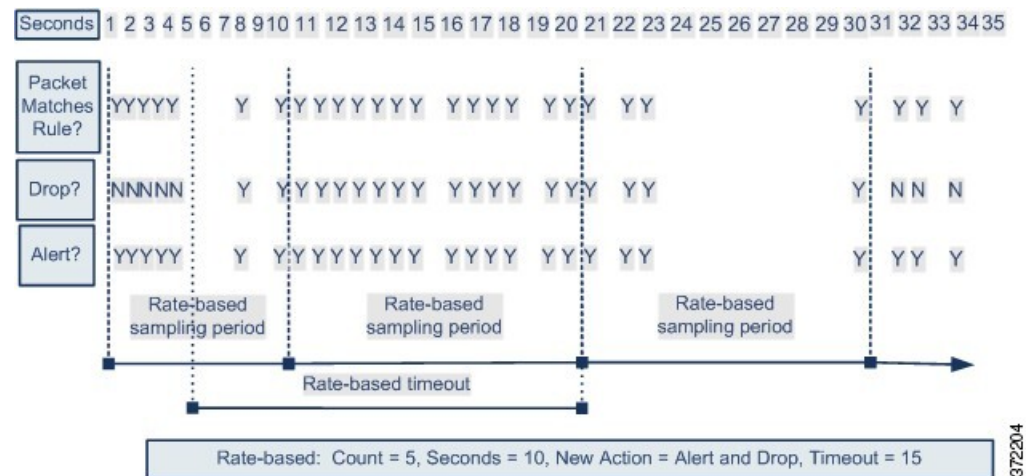 Seconds 1 2 3 4 5 6 7 8 9 10 11 12 13 14 15 16 17 18 19 20 21 22 23 24 25 26 27 28 29 30 31 32 33 34 35
Packet
Matches
Rule?
YYYYY Y Y Y Y Y Y Y Y Y Y Y Y Y Y Y Y Y Y Y Y Y Y
Drop?
NNNNN Y Y Y Y Y Y Y Y Y Y Y Y Y Y Y Y Y Y Y N N N
Alert?
YYYYY Y Y Y Y Y Y Y Y Y Y Y Y Y Y Y Y Y Y Y Y Y Y
Rate-based
sampling period
Rate-based
sampling period
Rate-based
sampling period
Rate-based timeout
Rate-based: Count = 5, Seconds = 10, New Action = Alert and Drop, Timeout = 15
372204